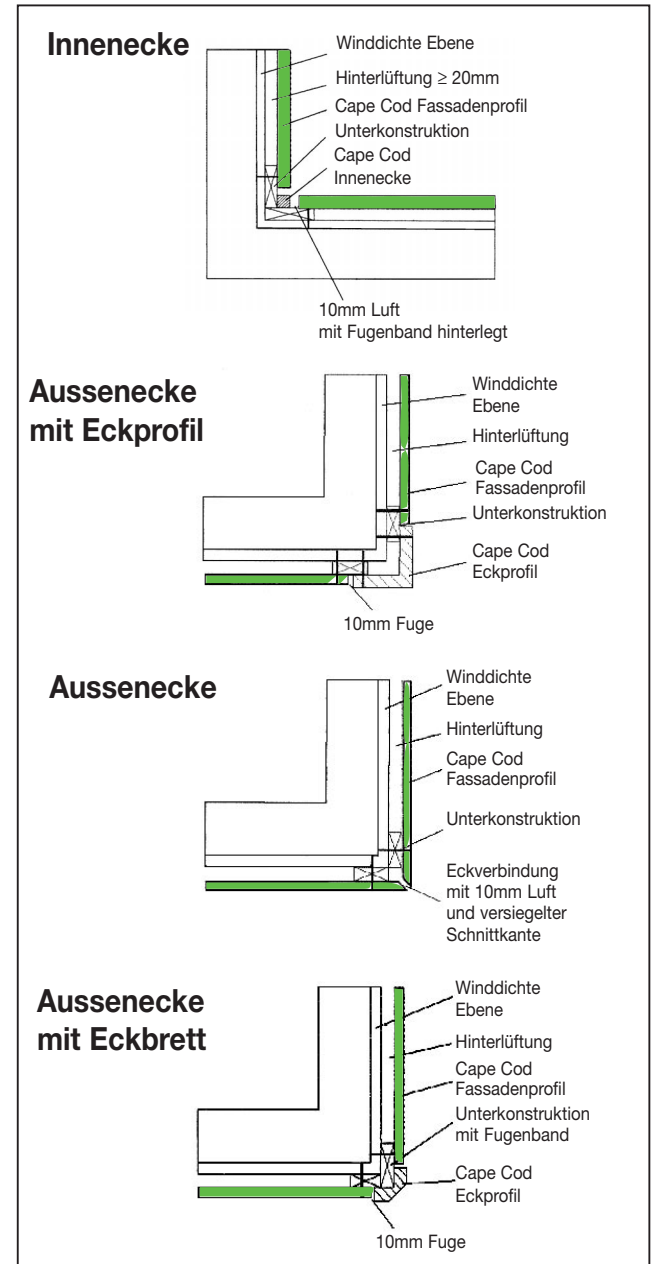 Innenecke
Winddichte Ebene
Hinterlüftung ≥ 20mm
Cape Cod Fassadenprofil
Unterkonstruktion
Cape Cod
Innenecke
10mm Luft
mit Fugenband hinterlegt
Aussenecke
mit Eckprofil
Winddichte
Ebene
Hinterlüftung
Cape Cod
Fassadenprofil
Unterkonstruktion
Cape Cod
Eckprofil
10mm Fuge
Aussenecke
Winddichte
Ebene
Hinterlüftung
Cape Cod
Fassadenprofil
Unterkonstruktion
Eckverbindung
mit 10mm Luft
und versiegelter
Schnittkante
Aussenecke
mit Eckbrett
Winddichte
Ebene
Hinterlüftung
Cape Cod
Fassadenprofil
Unterkonstruktion
mit Fugenband
Cape Cod
Eckprofil
10mm Fuge